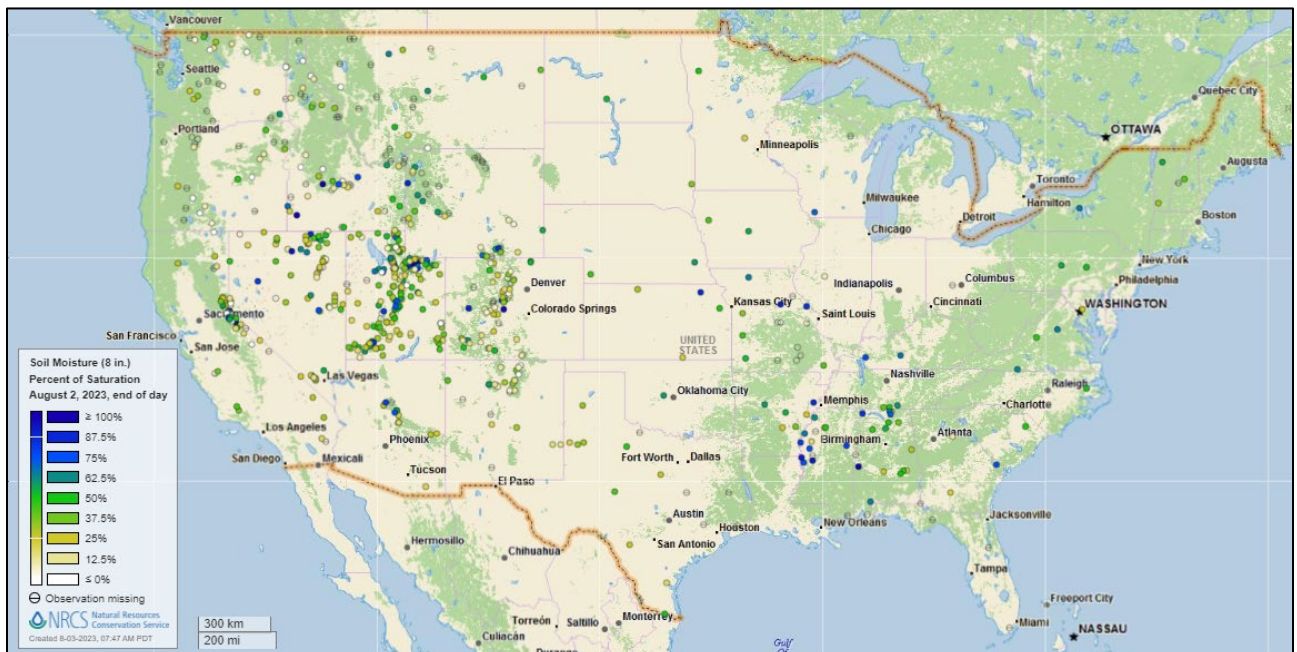 Vancouver
Seattle
Portland
Quebec City
OTTAWA
Augusta
Minneapolis
Toronto
Hamilton
Milwaukee
Detroit
Boston
Chicago
New York
Philadelphia
Columbus
Indianapolis
Denver
Colorado Springs
Kansas City
Cincinnati
WASHINGTON
Sacramento
Saint Louis
San Francisco
San Jose
UNITED
STATES
Las Vegas
Nashville
Raleigh
Oklahoma City
Memphis
Charlotte
Los Angeles
Phoenix
Birmingham
Atlanta
San Diego
Mexicali
Tucson
Fort Worth
Dallas
El Paso
Austin
Jacksonville
Houston
New Orleans
San Antonio
Hermosillo
Chihuahua
Tampa
Freeport City
Monterrey
Miami
Torreón
Saltillo
NASSAU
Culiacán
Durango
Gulf
Of
Soil Moisture (8 in.)
Percent of Saturation
August 2, 2023, end of day
≥ 100%
87.5%
75%
62.5%
50%
37.5%
25%
12.5%
≤ 0%
Observation missing
NRCS Natural Resources
Conservation Service
Created 8-03-2023, 07:47 AM PDT
300 km
200 mi